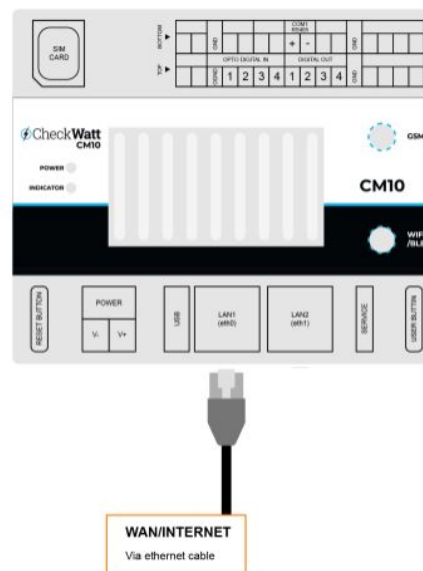 SIM
CARD
BOTTOM
GND
COM1
RS485
+ -
GND
TOP
OPTO DIGITAL IN
DIGITAL OUT
1 2 3 4 1 2 3 4
GND
CheckWatt
CM10
GSM
POWER
INDICATOR
CM10
WIFI
/BLE
RESET BUTTON
POWER
V- V+
USB
LAN1
(eth0)
LAN2
(eth1)
SERVICE
USER BUTTIN
WAN/INTERNET
Via ethernet cable